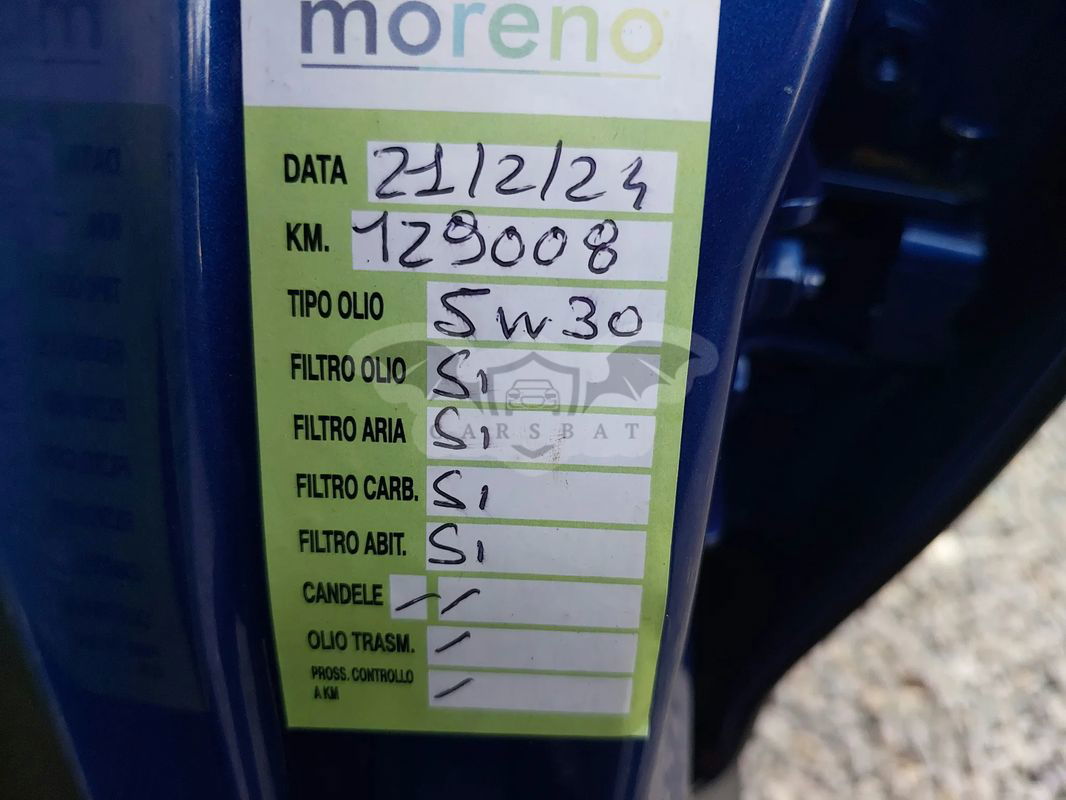 moreno
DATA 21/2/24
KM. 129008
TIPO OLIO 5w30
FILTRO OLIO Si
FILTRO ARIA Si
CARSBAT
FILTRO CARB. Si
FILTRO ABIT. Si
CANDELE / /
OLIO TRASM. /
PROSS. CONTROLLO
A KM /